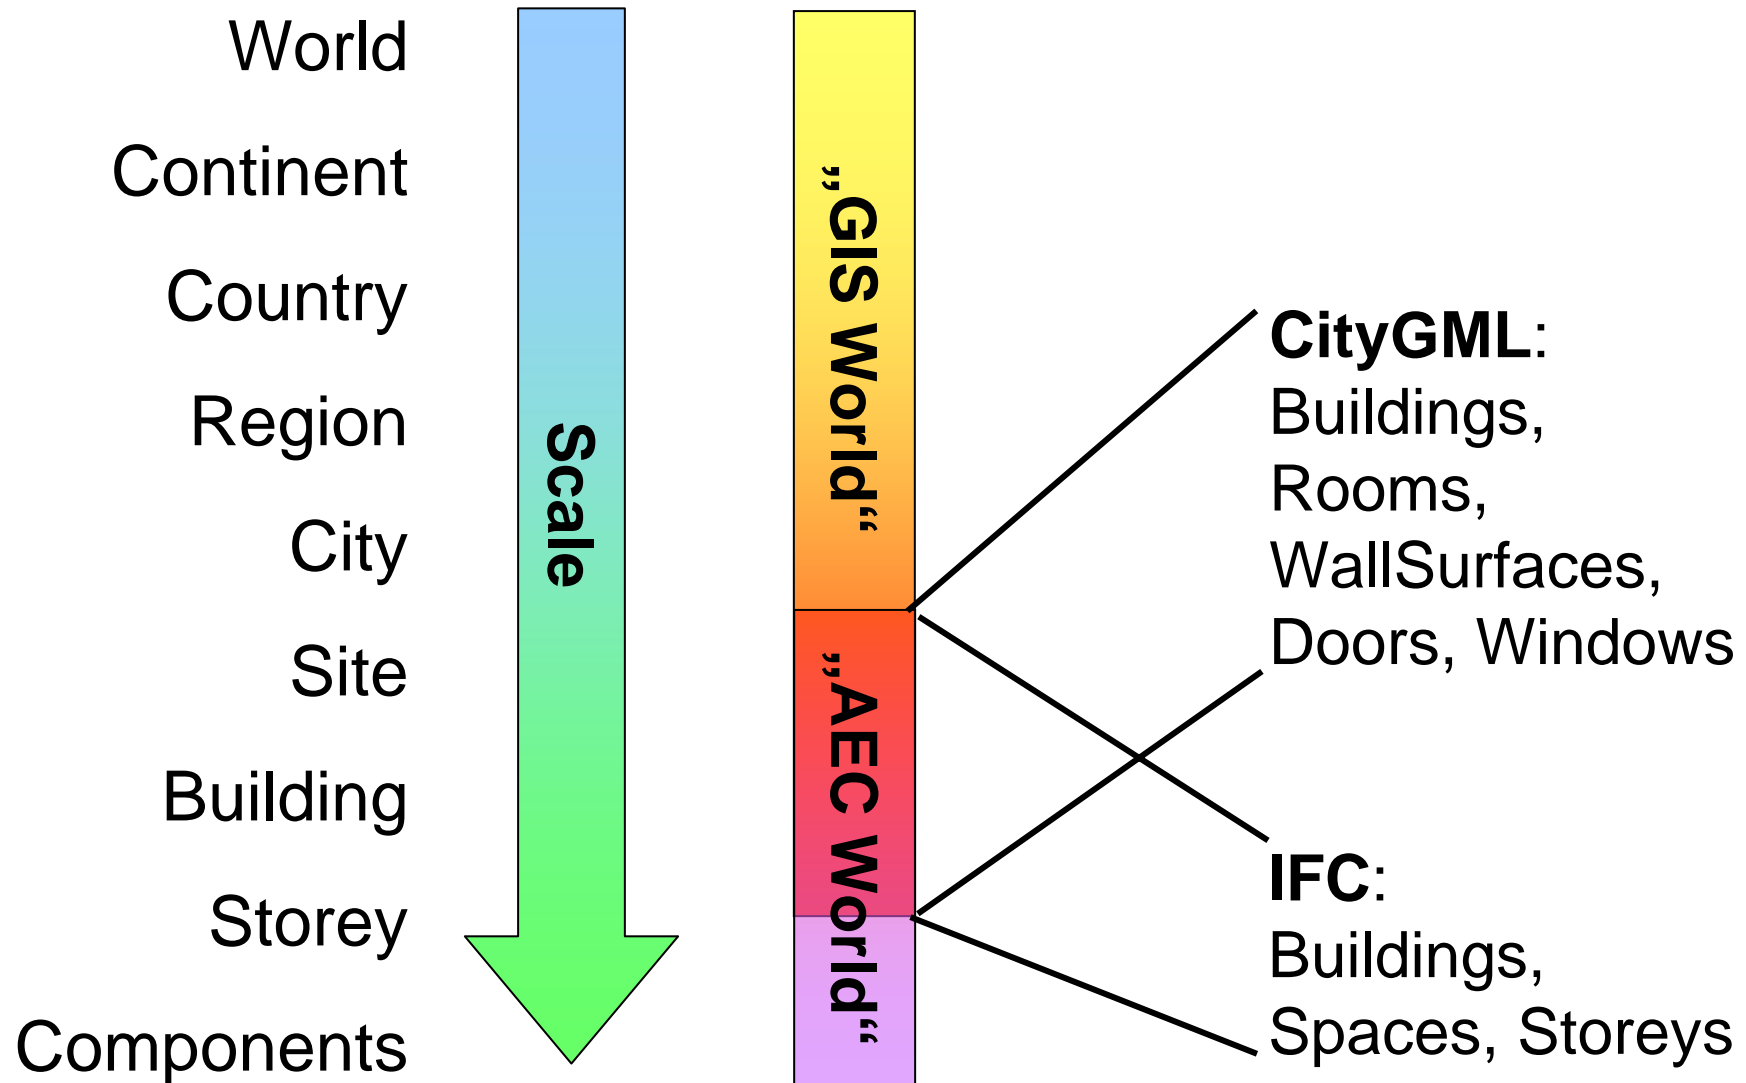 World
Continent
Country
Region
City
Site
Building
Storey
Components
Scale
„GIS World“
„AEC World“
CityGML:
Buildings,
Rooms,
WallSurfaces,
Doors, Windows
IFC:
Buildings,
Spaces, Storeys